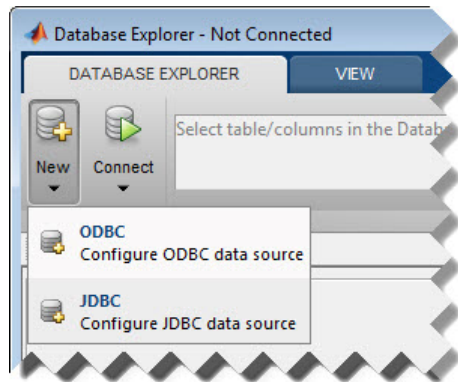 Database Explorer - Not Connected
DATABASE EXPLORER VIEW
Select table/columns in the Datab
New Connect
ODBC
Configure ODBC data source
JDBC
Configure JDBC data source